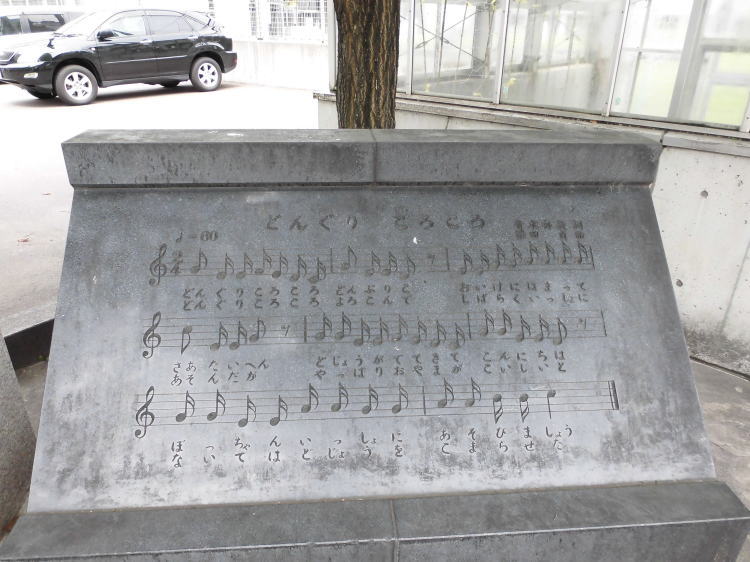 どんぐり ころころ
♩=60
2/4
どんぐりころころ どんぶりこ おいけにはまって
どんぐりころころ よろこんで しばらくいっしょに
さあたいへん どじょうがでてきて こんにちは
あそんだが やっぱりおやまが こいしいと
ぼっちゃんいっしょに あそびましょう
ないてはどじょうを こまらせた